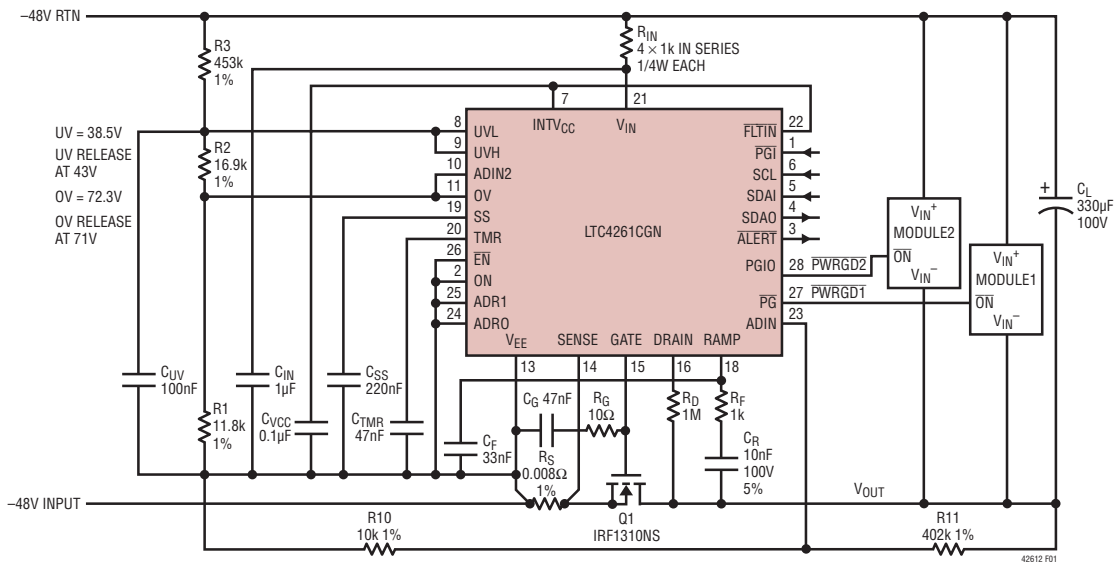 –48V RTN
R3
453k
1%
RIN
4 × 1k IN SERIES
1/4W EACH
UV = 38.5V
UV RELEASE
AT 43V
OV = 72.3V
OV RELEASE
AT 71V
R2
16.9k
1%
R1
11.8k
1%
CUV
100nF
CIN
1µF
CVCC
0.1µF
CSS
220nF
CTMR
47nF
7
21
INTVCC
VIN
8
UVL
9
UVH
10
ADIN2
11
OV
19
SS
20
TMR
26
EN
2
ON
25
ADR1
24
ADR0
LTC4261CGN
22
FLTIN
1
PGI
6
SCL
5
SDAI
4
SDAO
3
ALERT
PGIO
28
PWRGD2
PG
27
PWRGD1
ADIN
23
VEE
SENSE
GATE
DRAIN
RAMP
13
14
15
16
18
CF
33nF
CG 47nF
RG
10Ω
RS
0.008Ω
1%
Q1
IRF1310NS
RD
1M
RF
1k
CR
10nF
100V
5%
VIN+
MODULE2
ON
VIN–
VIN+
MODULE1
ON
VIN–
+
CL
330µF
100V
–48V INPUT
VOUT
R10
10k 1%
R11
402k 1%
42612 F01